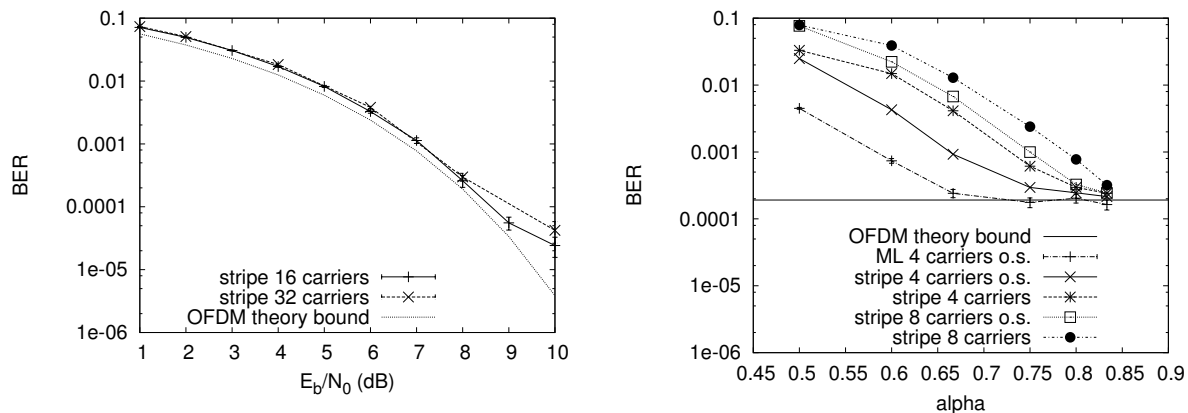 0.1
0.01
0.001
0.0001
1e-05
1e-06
BER
stripe 16 carriers
stripe 32 carriers
OFDM theory bound
1 2 3 4 5 6 7 8 9 10
E_b/N_0 (dB)
0.1
0.01
0.001
0.0001
1e-05
1e-06
BER
OFDM theory bound
ML 4 carriers o.s.
stripe 4 carriers o.s.
stripe 4 carriers
stripe 8 carriers o.s.
stripe 8 carriers
0.45 0.5 0.55 0.6 0.65 0.7 0.75 0.8 0.85 0.9
alpha